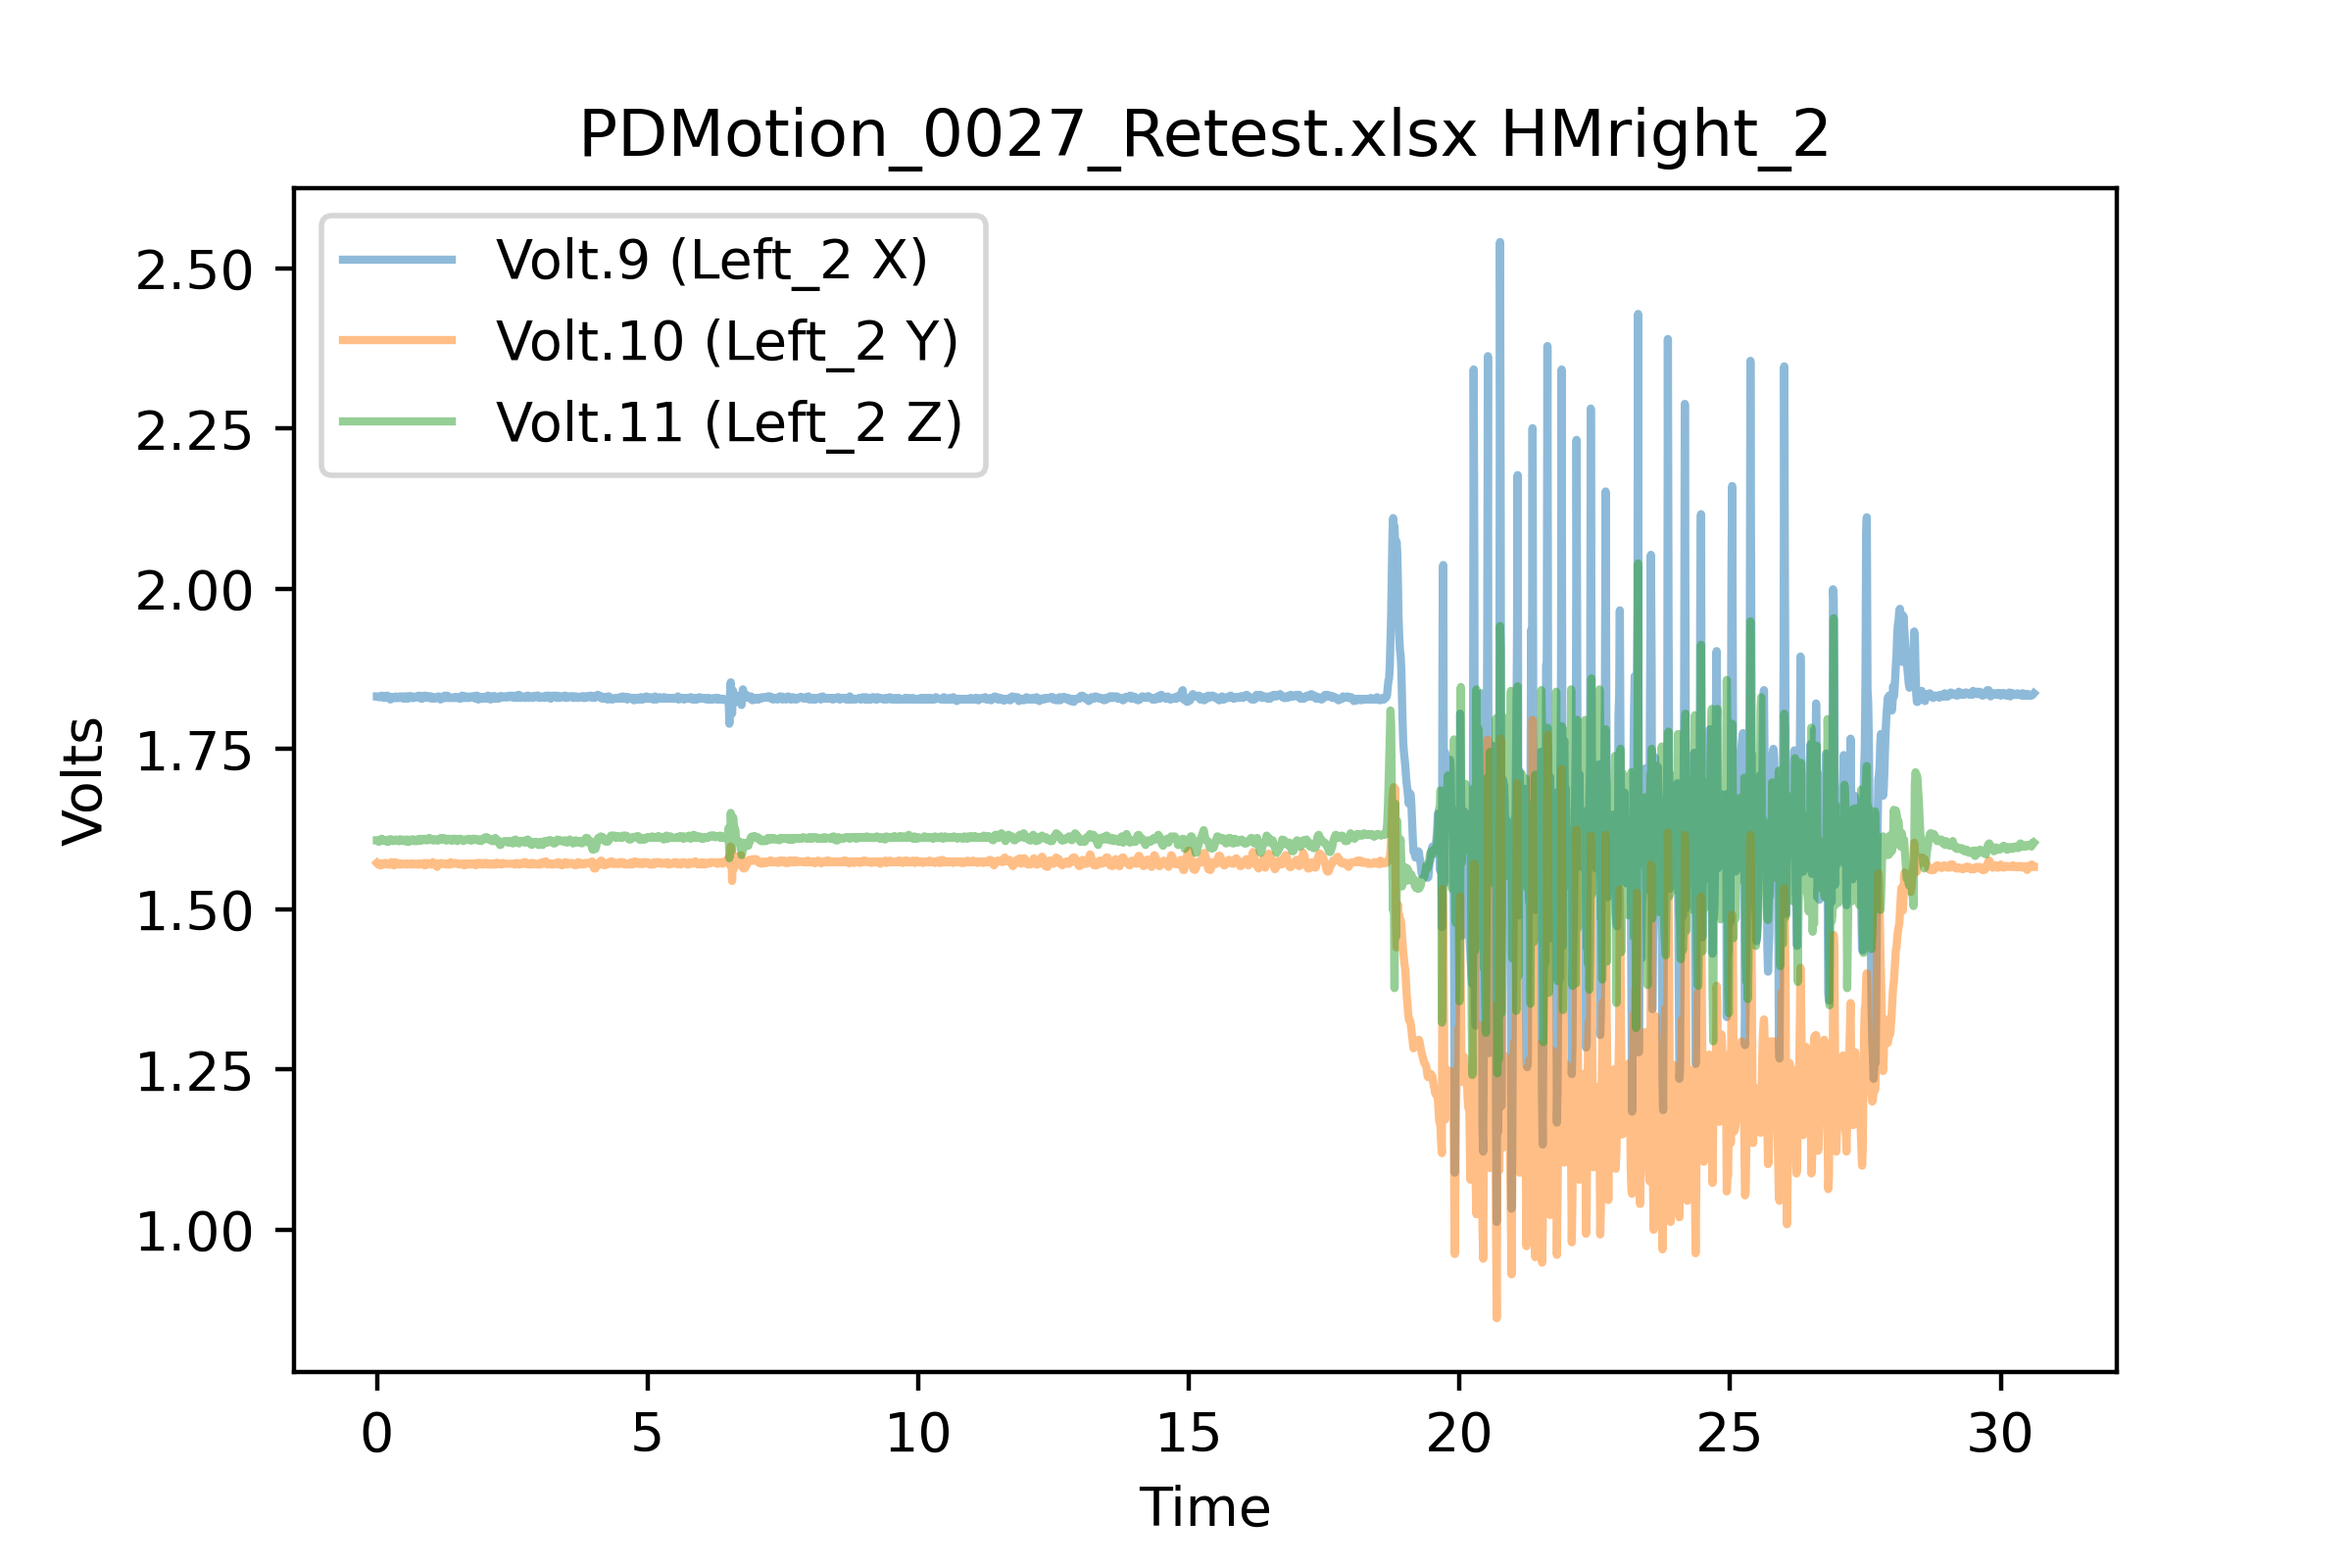 PDMotion_0027_Retest.xlsx HMright_2
Volt.9 (Left_2 X)
Volt.10 (Left_2 Y)
Volt.11 (Left_2 Z)
2.50
2.25
2.00
1.75
1.50
1.25
1.00
Volts
0 5 10 15 20 25 30
Time